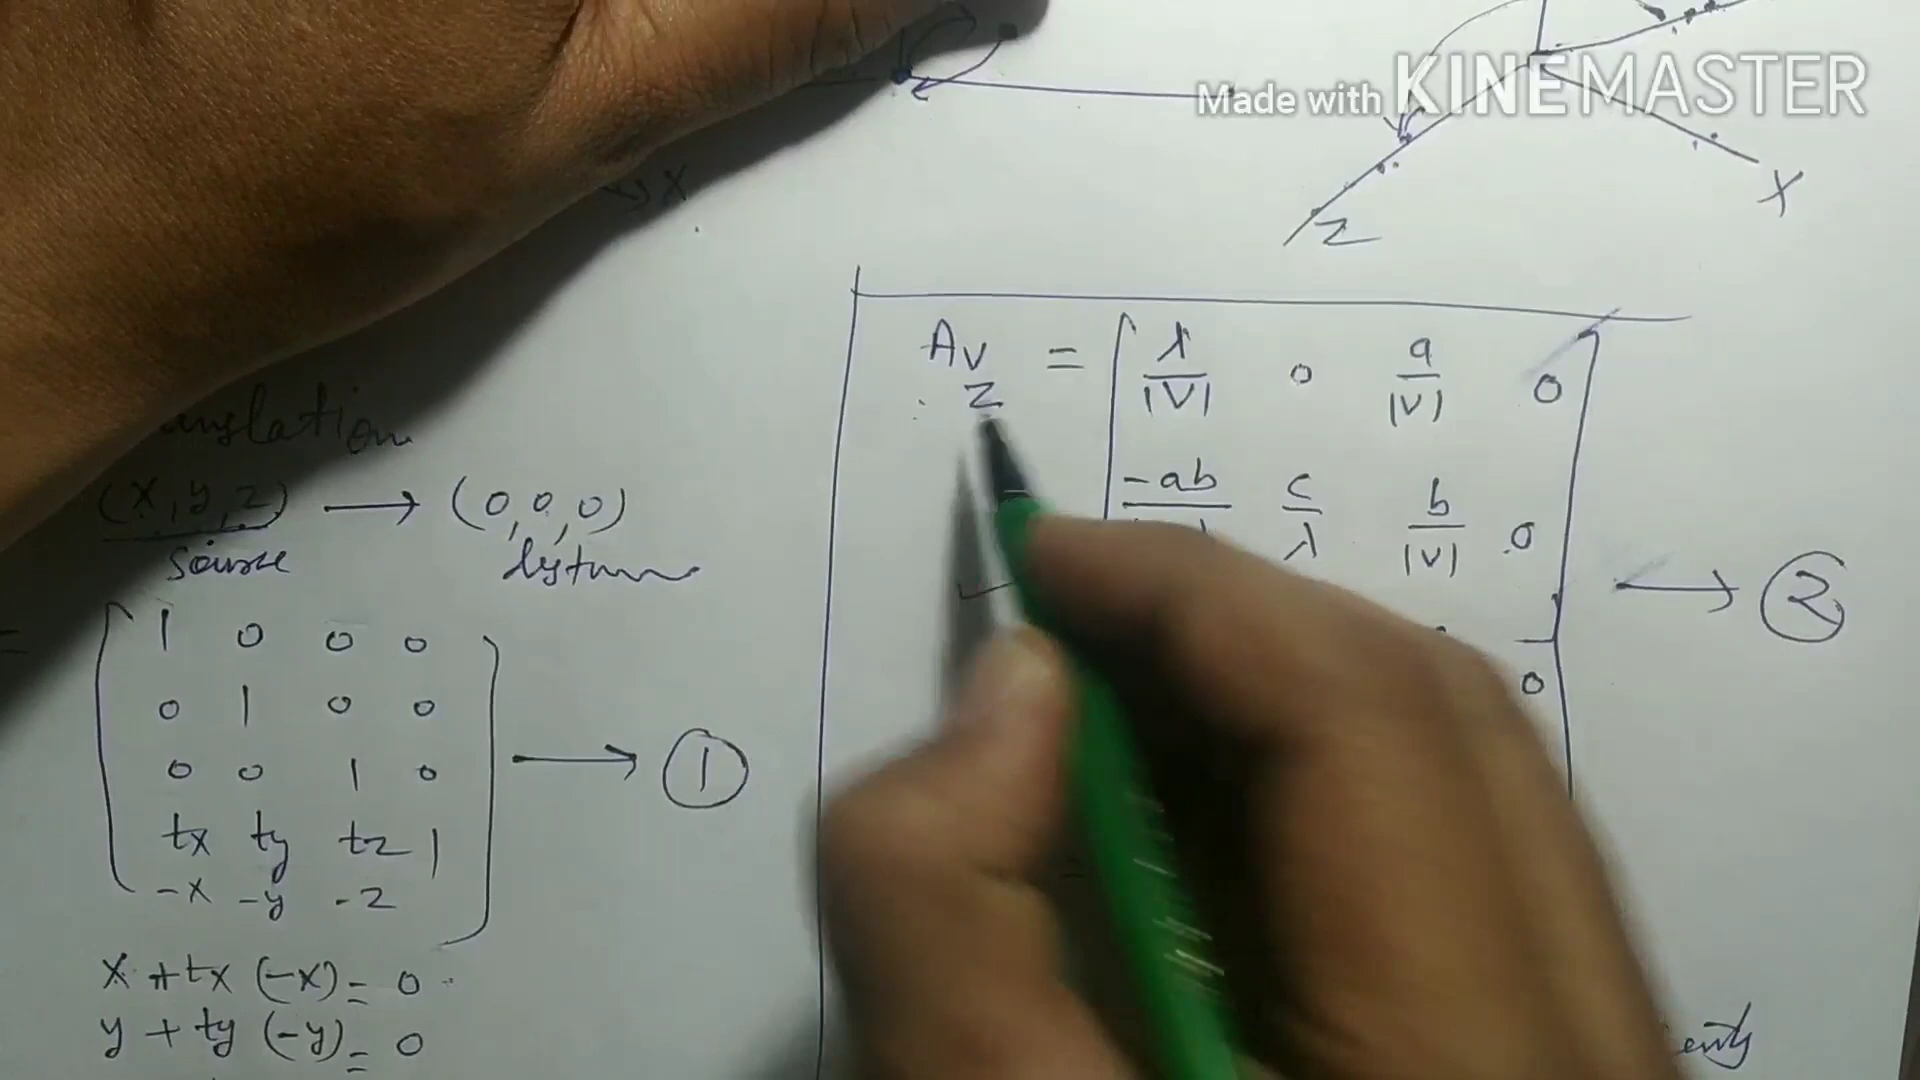 Made with KINEMASTER
X
X
Z
(X, y, z) → (0, 0, 0)
source
1 0 0 0
0 1 0 0
0 0 1 0
tx ty tz 1
-x -y -z
→ 1
x + tx (-x) = 0
y + ty (-y) = 0
Av = λ/|V| 0 a/|V| 0
z
-ab c/λ b/|V| 0
0
→ 2